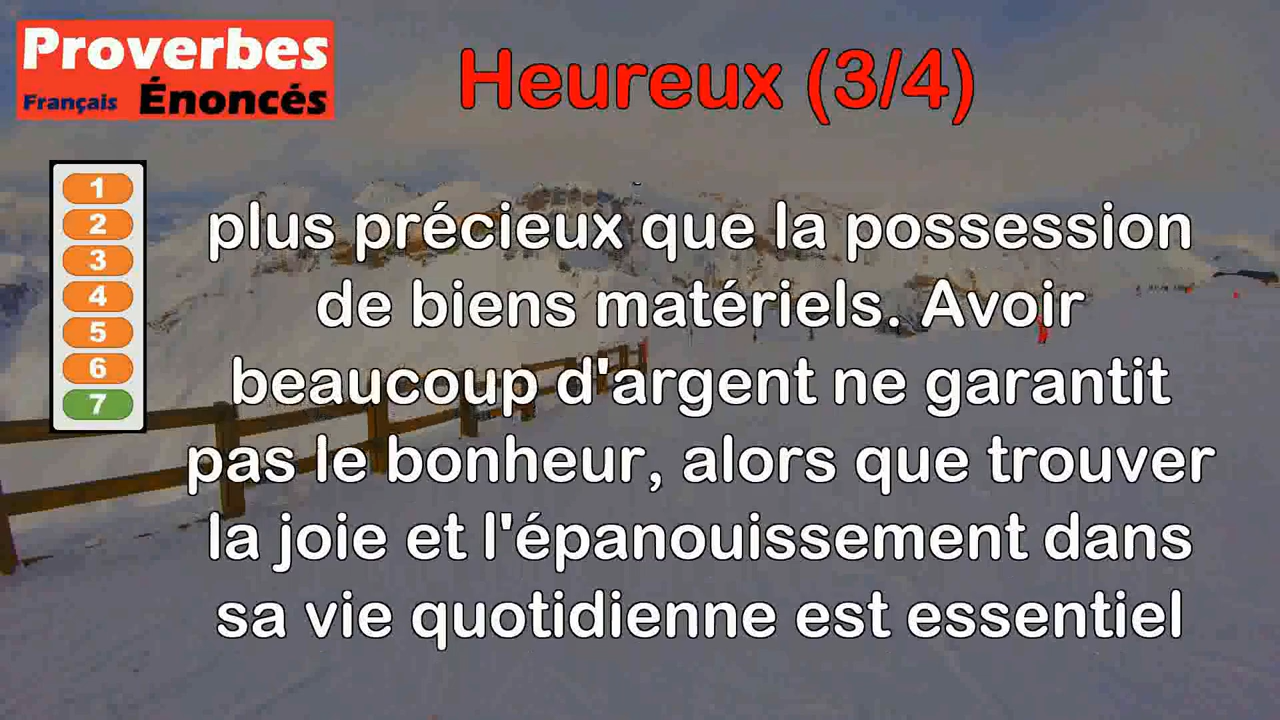 Proverbes
Français Énoncés
Heureux (3/4)
1
2
3
4
5
6
7
plus précieux que la possession
de biens matériels. Avoir
beaucoup d'argent ne garantit
pas le bonheur, alors que trouver
la joie et l'épanouissement dans
sa vie quotidienne est essentiel